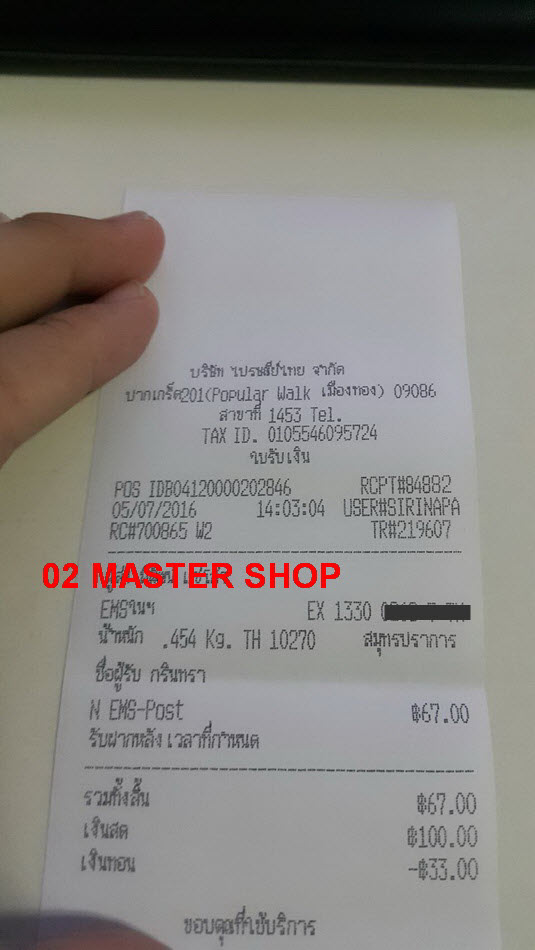 บริษัท ไปรษณีย์ไทย จำกัด
ปากเกร็ด201(Popular Walk เมืองทอง) 09086
สาขาที่ 1453 Tel.
TAX ID. 0105546095724
ใบรับเงิน
POS IDB04120000202846 RCPT#84882
05/07/2016 14:03:04 USER#SIRINAPA
RC#700865 W2 TR#219607
02 MASTER SHOP
EMSในฯ EX 1330
น้ำหนัก .454 Kg. TH 10270 สมุทรปราการ
ชื่อผู้รับ กรินทรา
N EMS-Post ฿67.00
รับฝากหลัง เวลาที่กำหนด
รวมทั้งสิ้น ฿67.00
เงินสด ฿100.00
เงินทอน -฿33.00
ขอบคุณที่ใช้บริการ